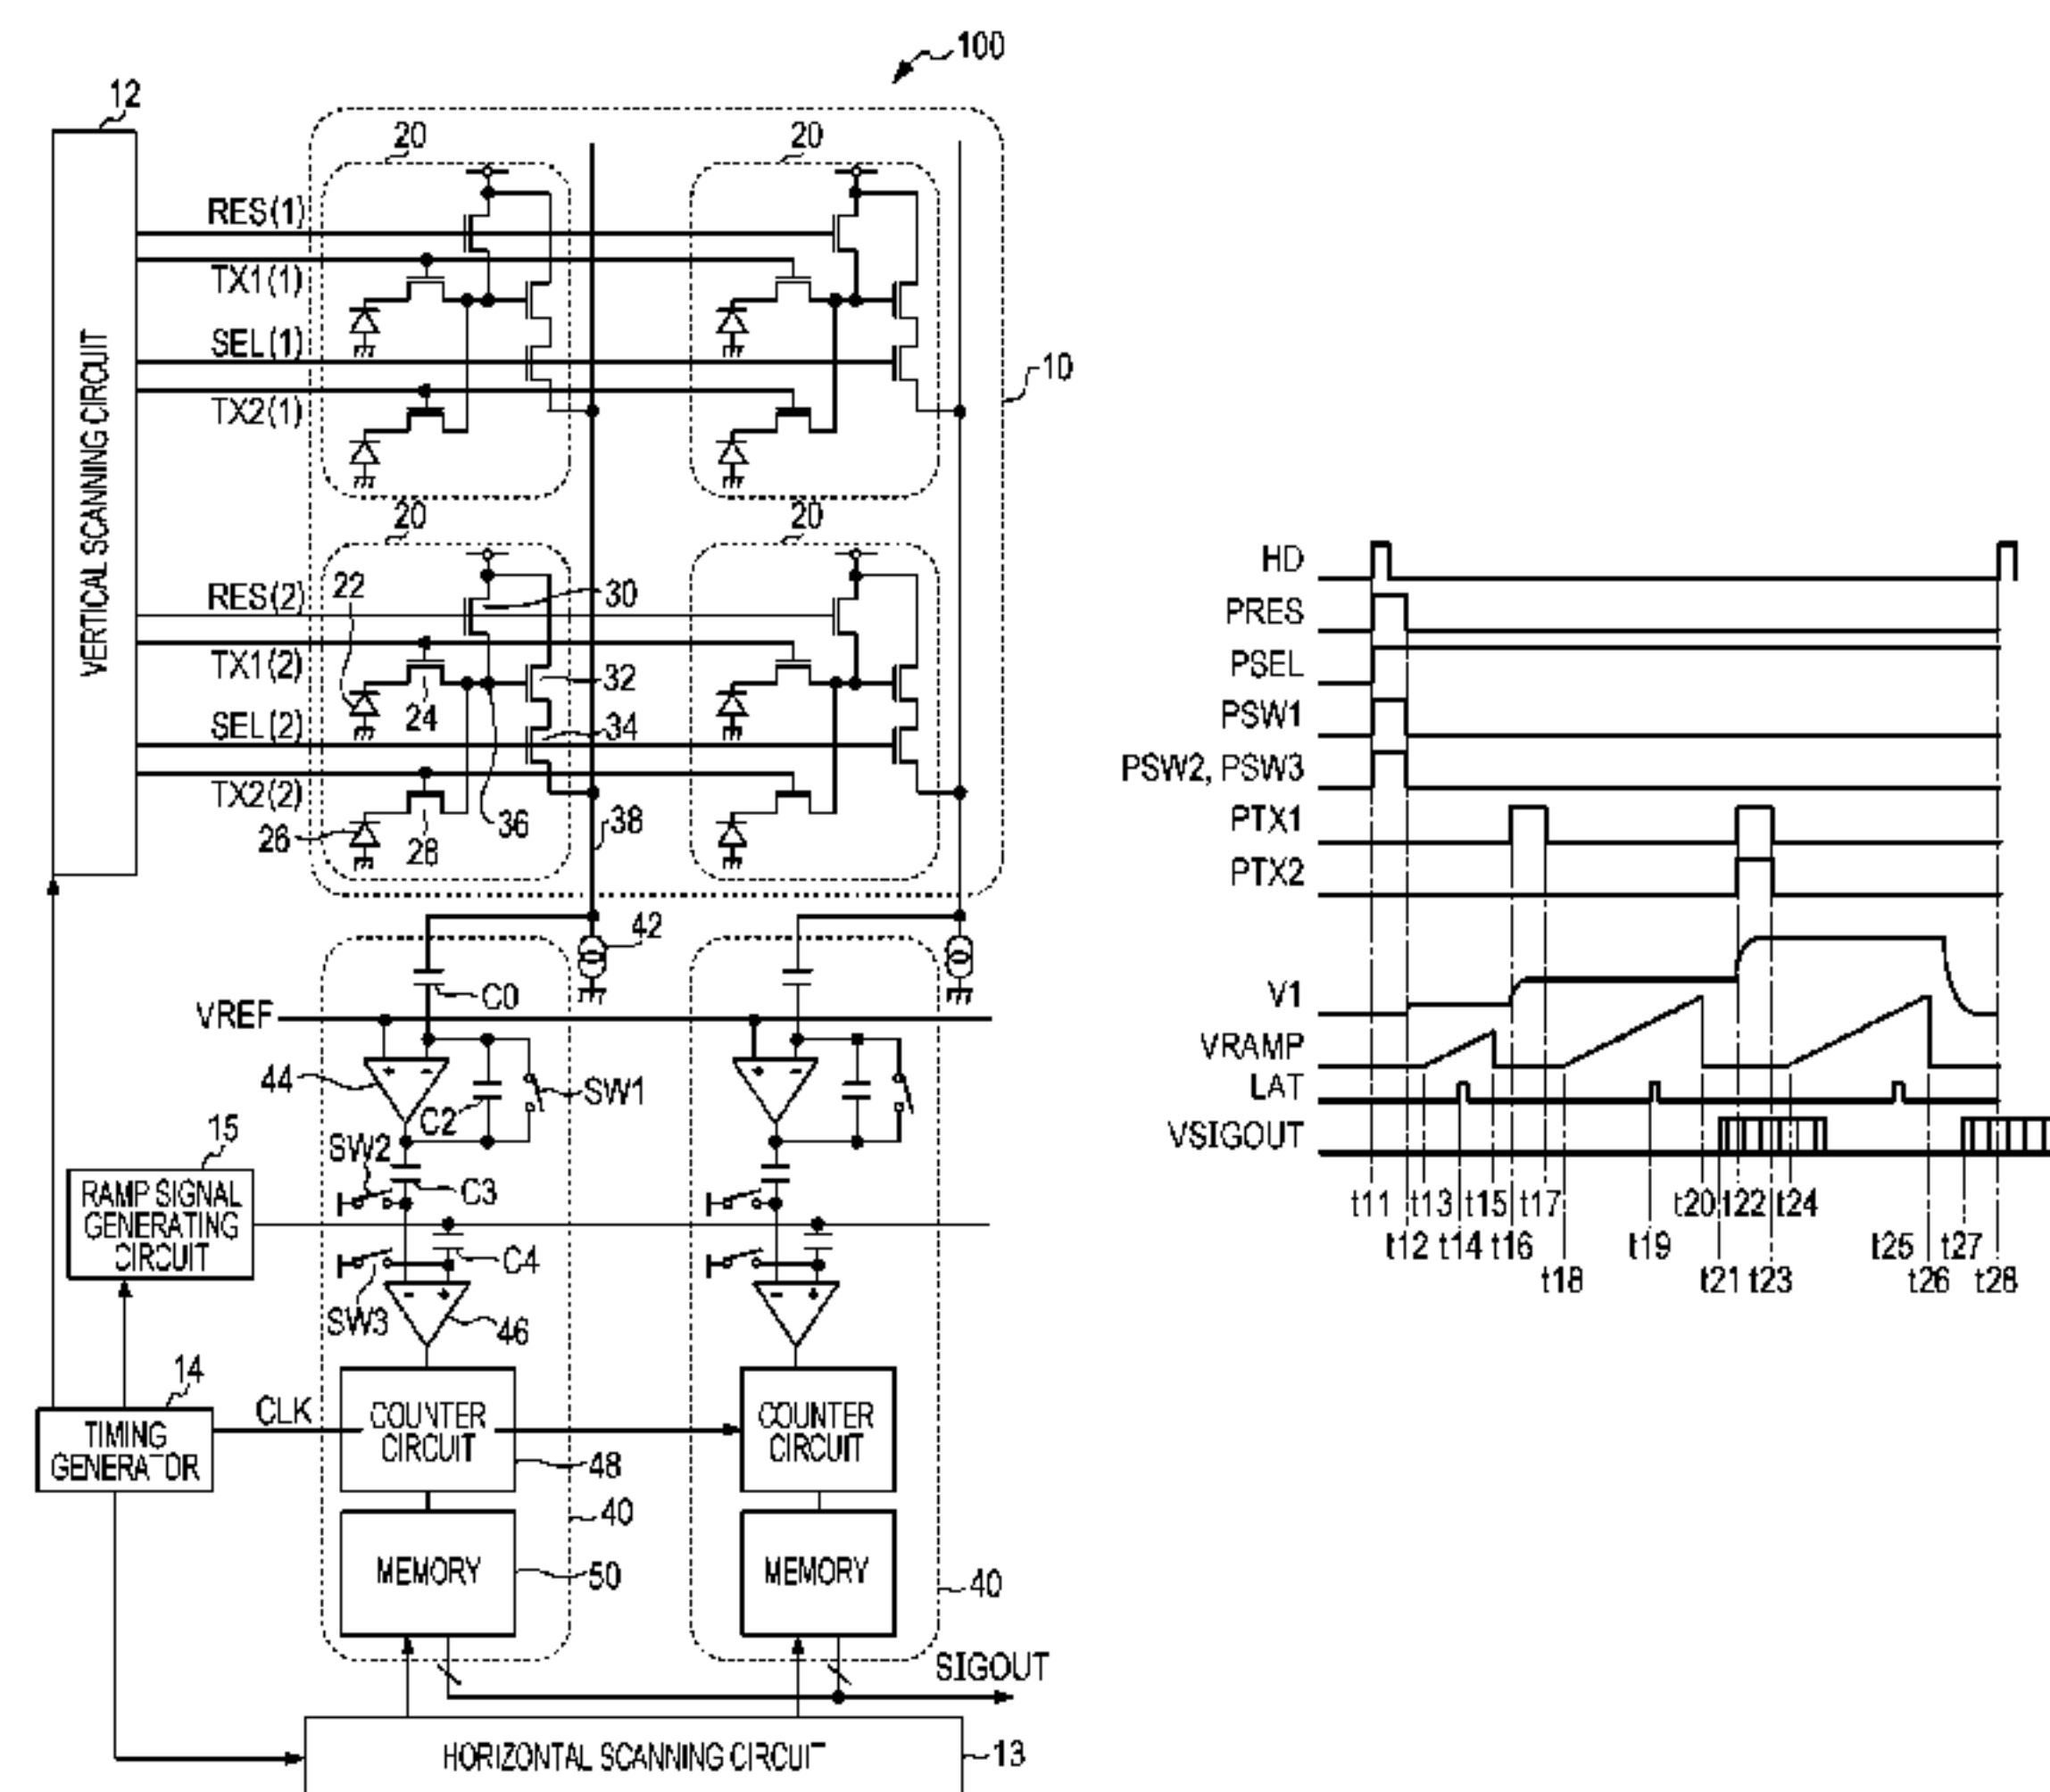 100
12
VERTICAL SCANNING CIRCUIT
20
20
RES(1)
TX1(1)
SEL(1)
TX2(1)
10
20
20
22
RES(2)
30
TX1(2)
24
32
SEL(2)
34
TX2(2)
26
28
36
38
42
C0
VREF
44
C2
SW1
15
SW2
C3
RAMP SIGNAL
GENERATING
CIRCUIT
C4
SW3
46
14
TIMING
GENERATOR
CLK
COUNTER
CIRCUIT
COUNTER
CIRCUIT
48
40
MEMORY
50
MEMORY
40
SIGOUT
HORIZONTAL SCANNING CIRCUIT
13
HD
PRES
PSEL
PSW1
PSW2, PSW3
PTX1
PTX2
V1
VRAMP
LAT
VSIGOUT
t11 t13 t15 t17 t20 t22 t24
t12 t14 t16 t19 t25 t27
t18 t21 t23 t26 t28